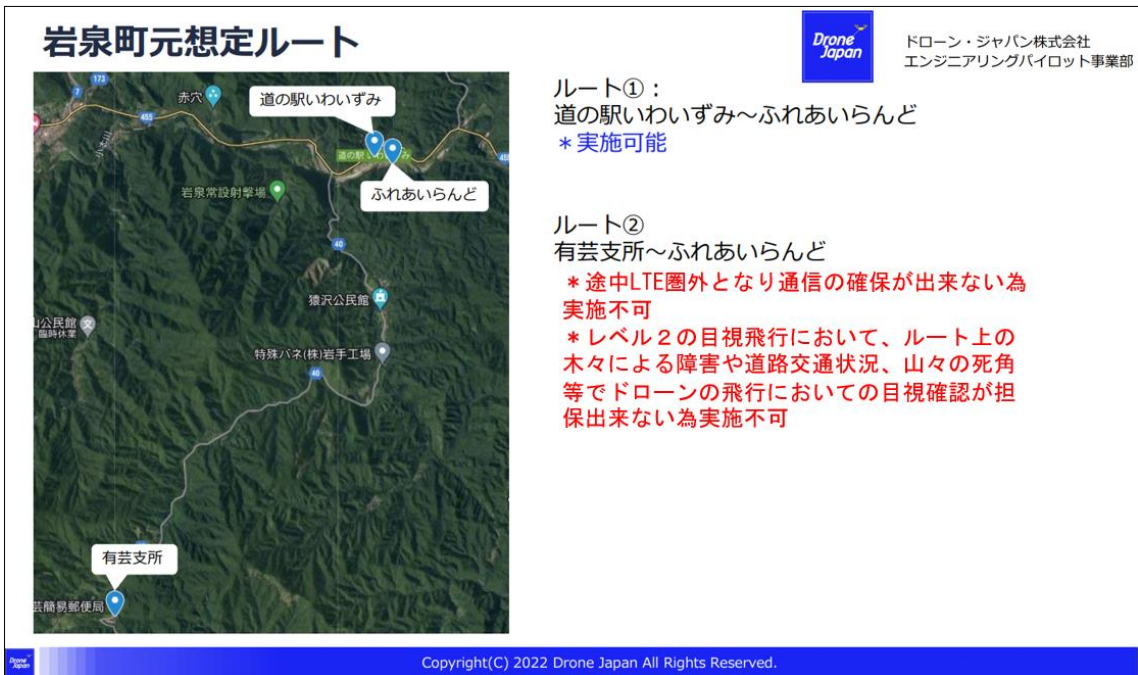 岩泉町元想定ルート
Drone
Japan
ドローン・ジャパン株式会社
エンジニアリングパイロット事業部
173
7
赤穴
道の駅いわいずみ
455
小本川
道の駅 いわいずみ
455
岩泉常設射撃場
ふれあいらんど
40
猿沢公民館
山公民館
臨時休業
特殊バネ(株)岩手工場
40
有芸支所
芸簡易郵便局
ルート①：
道の駅いわいずみ～ふれあいらんど
＊実施可能
ルート②
有芸支所～ふれあいらんど
＊途中LTE圏外となり通信の確保が出来ない為
実施不可
＊レベル２の目視飛行において、ルート上の
木々による障害や道路交通状況、山々の死角
等でドローンの飛行においての目視確認が担
保出来ない為実施不可
Drone
Japan
Copyright(C) 2022 Drone Japan All Rights Reserved.